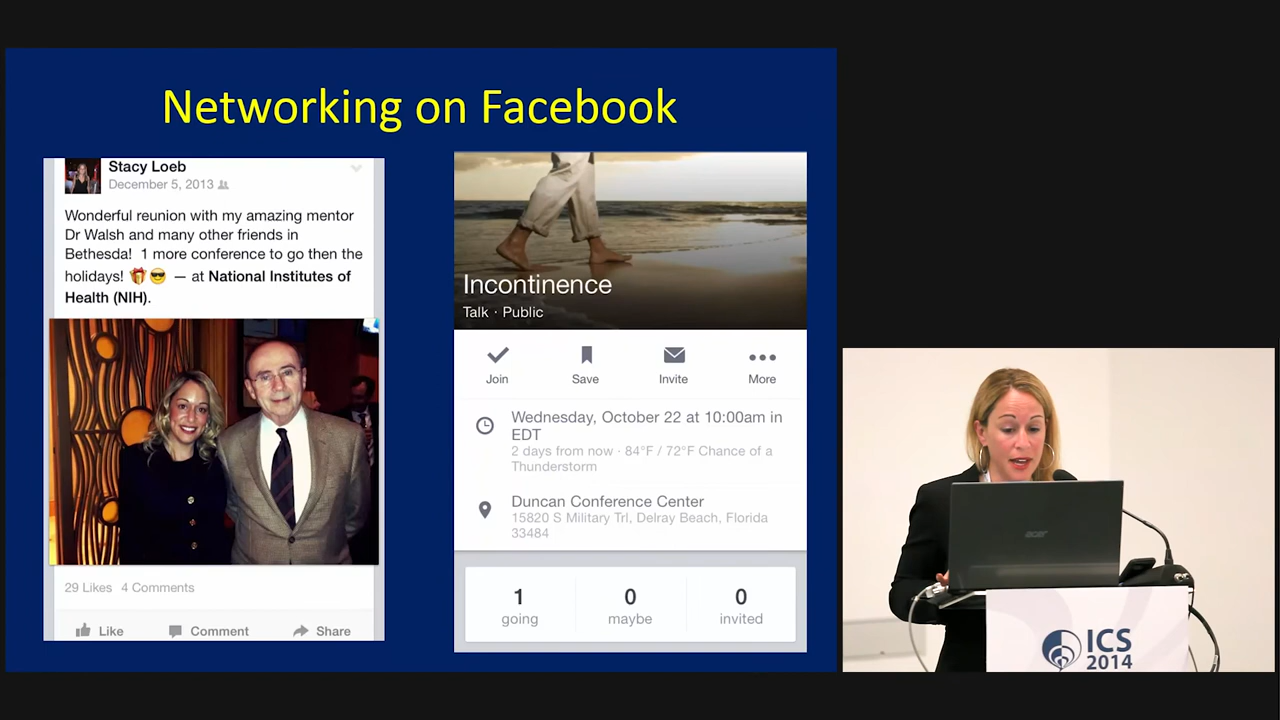 Networking on Facebook
Stacy Loeb
December 5, 2013
Wonderful reunion with my amazing mentor
Dr Walsh and many other friends in
Bethesda! 1 more conference to go then the
holidays! 🎁😎 — at National Institutes of
Health (NIH).
29 Likes 4 Comments
Like Comment Share
Incontinence
Talk · Public
Join Save Invite More
Wednesday, October 22 at 10:00am in
EDT
2 days from now · 84°F / 72°F Chance of a
Thunderstorm
Duncan Conference Center
15820 S Military Trl, Delray Beach, Florida
33484
1 0 0
going maybe invited
acer
ICS
2014